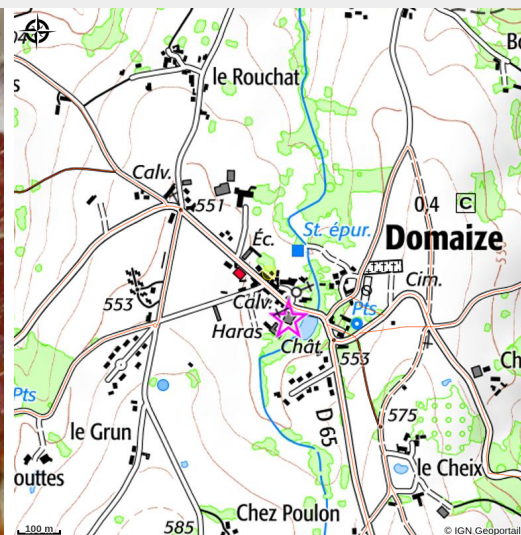 le Rouchat
Calv.
551
0.4
C
Éc.
St. épur.
Domaize
553
Calv.
Cim.
Haras
Pts
Chât.
553
Pts
D 65
575
le Grun
le Cheix
outtes
585
Chez Poulon
100 m
© IGN Geoportail